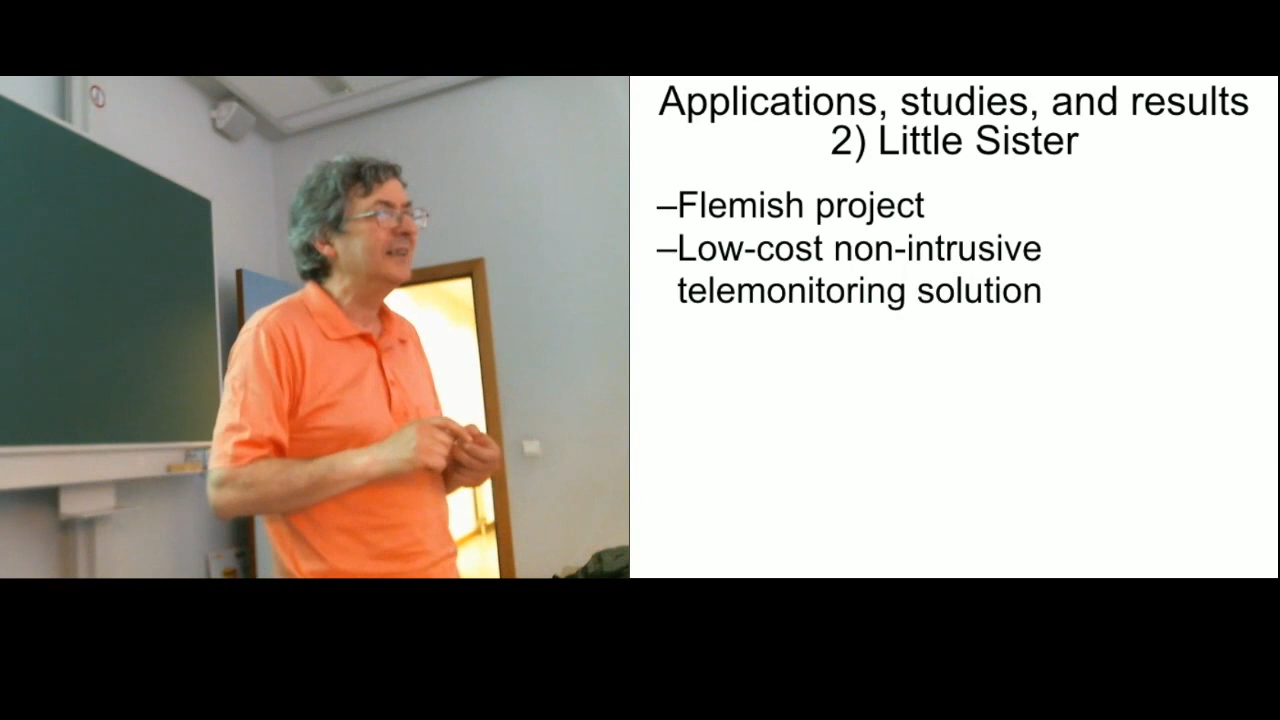 Applications, studies, and results
2) Little Sister
–Flemish project
–Low-cost non-intrusive
telemonitoring solution